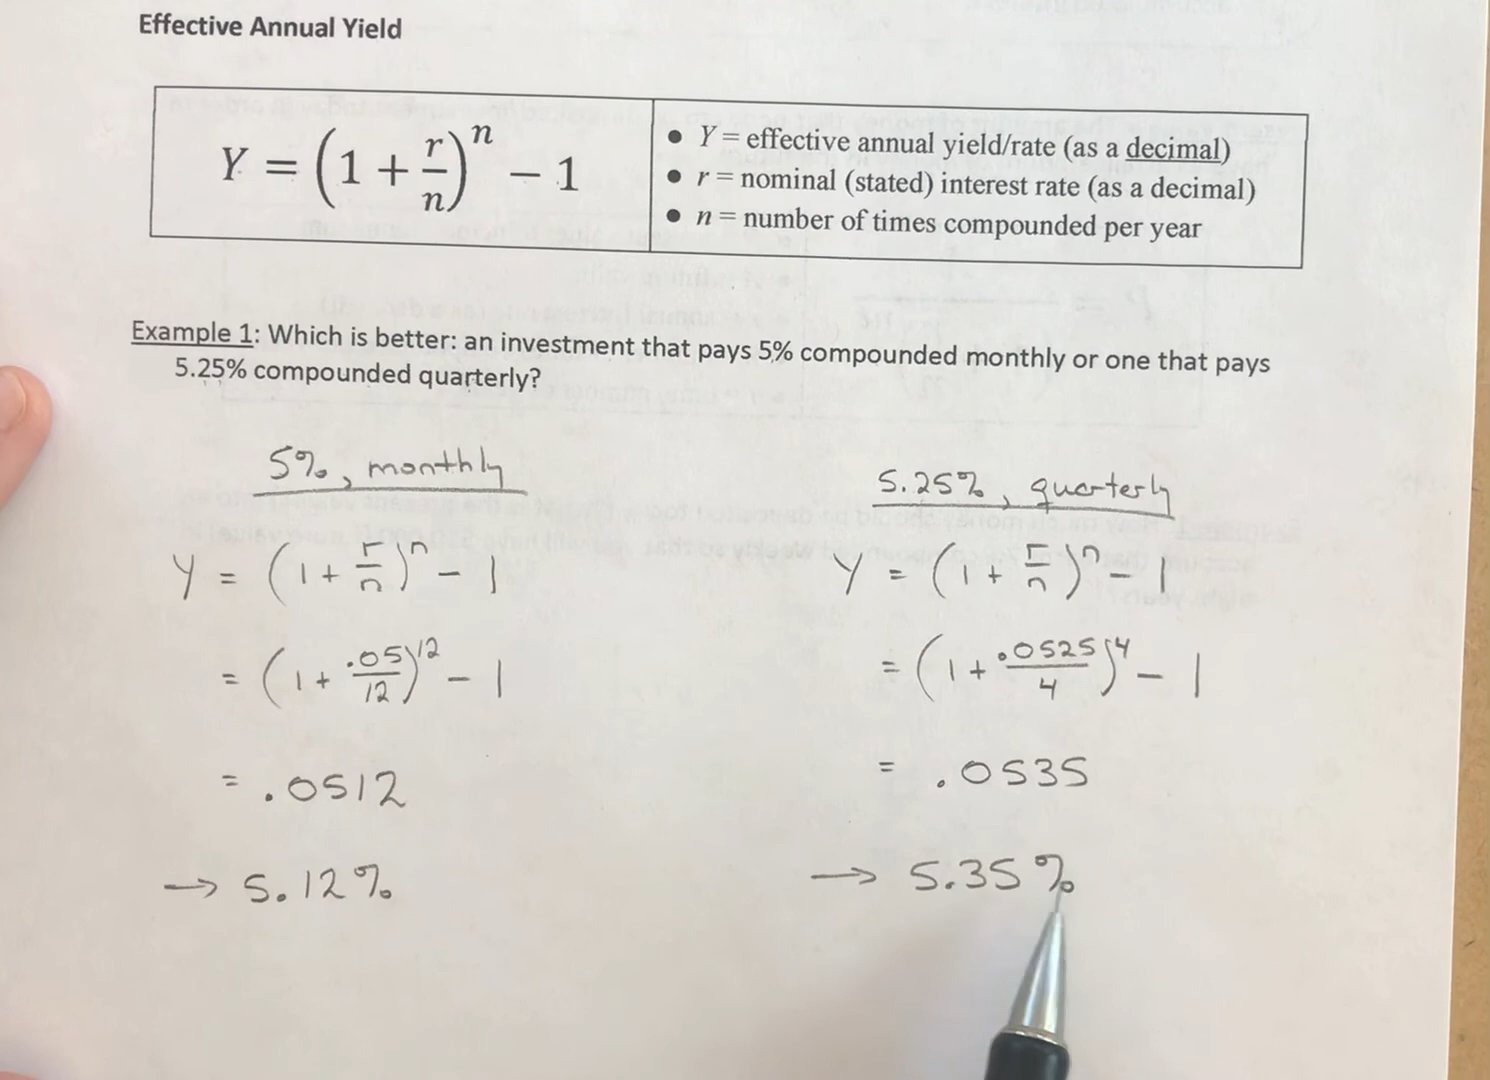 Effective Annual Yield
Y = (1 + r/n)^n − 1
• Y = effective annual yield/rate (as a decimal)
• r = nominal (stated) interest rate (as a decimal)
• n = number of times compounded per year
Example 1: Which is better: an investment that pays 5% compounded monthly or one that pays
5.25% compounded quarterly?
5%, monthly
Y = (1 + r/n)^n − 1
= (1 + .05/12)^12 − 1
= .0512
→ 5.12%
5.25%, quarterly
Y = (1 + r/n)^n − 1
= (1 + .0525/4)^4 − 1
= .0535
→ 5.35%